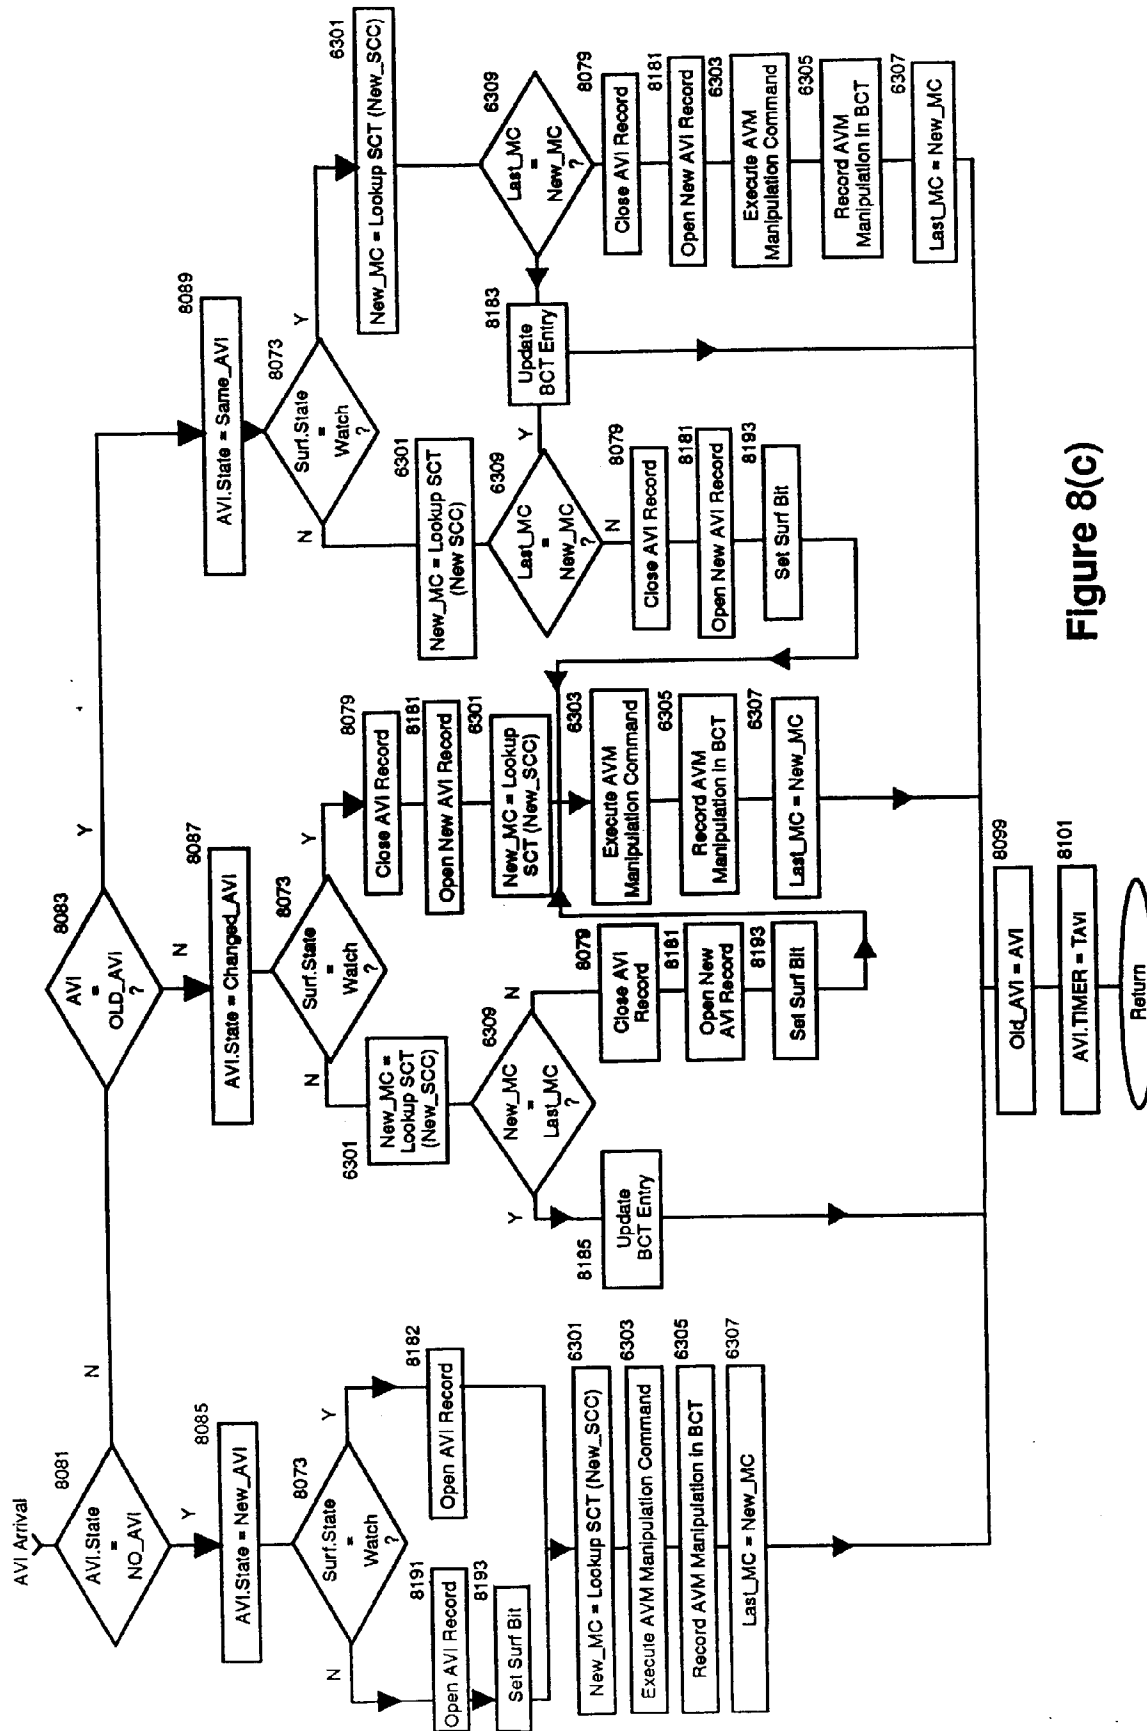 AVI Arrival
8081
AVI.State
=
NO_AVI
?
N
Y
8085
AVI.State = New_AVI
8073
Surf.State
=
Watch
?
N
Y
8191
Open AVI Record
8193
Set Surf Bit
8182
Open AVI Record
6301
New_MC = Lookup SCT (New_SCC)
6303
Execute AVM Manipulation Command
6305
Record AVM Manipulation in BCT
6307
Last_MC = New_MC
8083
AVI
=
OLD_AVI
?
Y
N
8087
AVI.State = Changed_AVI
8073
Surf.State
=
Watch
?
N
Y
6301
New_MC =
Lookup SCT
(New_SCC)
6309
New_MC
=
Last_MC
?
Y
N
8185
Update
BCT Entry
8079
Close AVI
Record
8181
Open New
AVI Record
8193
Set Surf Bit
8079
Close AVI Record
8181
Open New AVI Record
6301
New_MC = Lookup
SCT (New_SCC)
6303
Execute AVM
Manipulation Command
6305
Record AVM
Manipulation in BCT
6307
Last_MC = New_MC
8089
AVI.State = Same_AVI
8073
Surf.State
=
Watch
?
N
Y
6301
New_MC = Lookup SCT
(New SCC)
6309
Last_MC
=
New_MC
?
Y
N
8079
Close AVI Record
8181
Open New AVI Record
8193
Set Surf Bit
8183
Update
BCT Entry
6301
New_MC = Lookup SCT (New_SCC)
6309
Last_MC
=
New_MC
?
8079
Close AVI Record
8181
Open New AVI Record
6303
Execute AVM
Manipulation Command
6305
Record AVM
Manipulation in BCT
6307
Last_MC = New_MC
8099
Old_AVI = AVI
8101
AVI.TIMER = TAVI
Return
Figure 8(c)